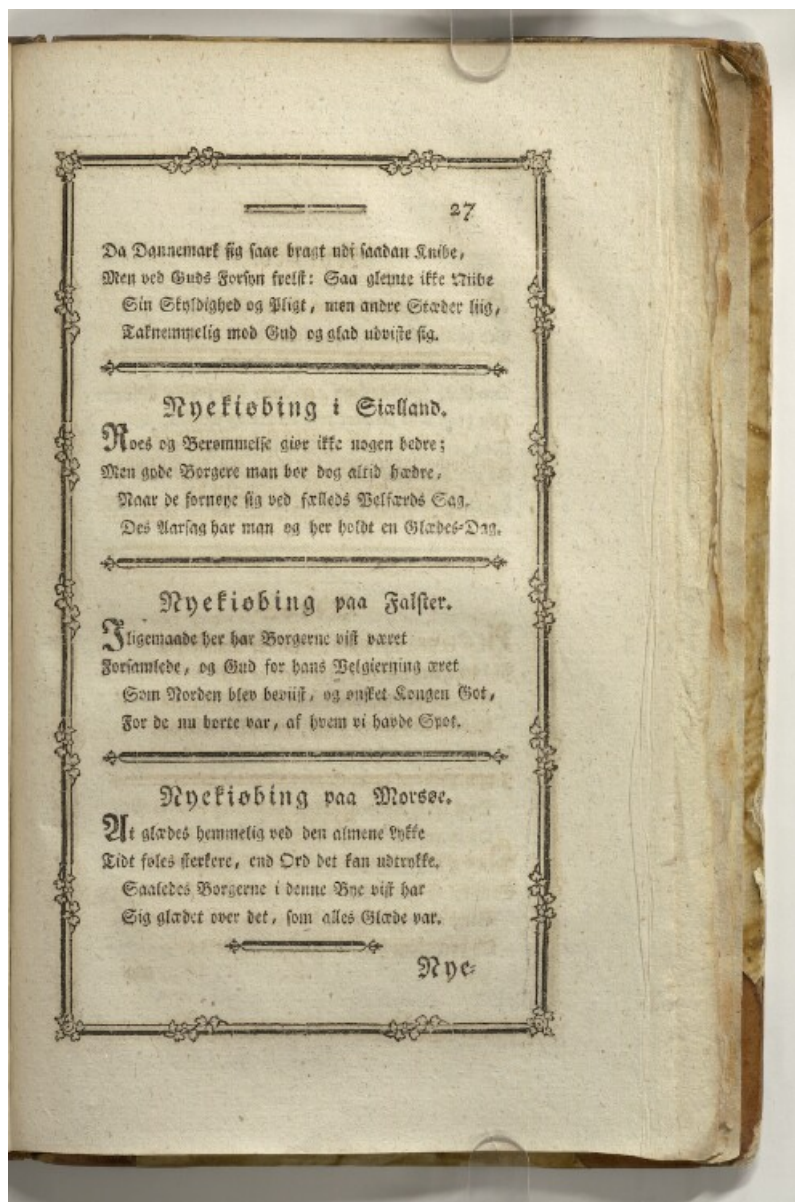 27
Da Dannemark sig saae bragt udi saadan Knibe,
Men ved Guds Forsyn frelst: Saa glemte ikke Niibe
Sin Skyldighed og Pligt, men andre Stæder liig,
Taknemmelig mod Gud og glad udviste sig.
Nyekiøbing i Siælland.
Roes og Berømmelse giør ikke nogen bedre;
Men gode Borgere man bør dog altid hædre,
Naar de fornøye sig ved fælleds Velfærds Sag.
Des Aarsag har man og her holdt en Glædes-Dag.
Nyekiøbing paa Falster.
Iligemaade her har Borgerne vist været
Forsamlede, og Gud for hans Velgierning æret
Som Norden blev beviist, og ønsket Kongen Got,
For de nu borte var, af hvem vi havde Spot.
Nyekiøbing paa Morsøe.
At glædes hemmelig ved den almene Lykke
Tidt føles sterkere, end Ord det kan udtrykke.
Saaledes Borgerne i denne Bye vist har
Sig glædet over det, som alles Glæde var.
Nye-